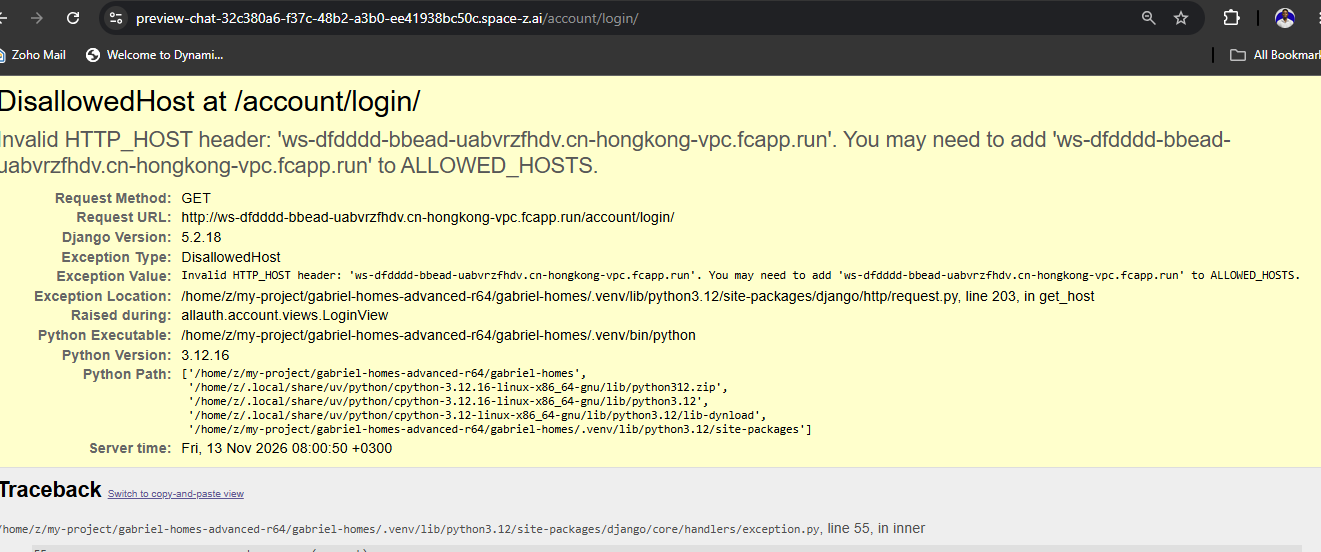 preview-chat-32c380a6-f37c-48b2-a3b0-ee41938bc50c.space-z.ai/account/login/
Zoho Mail Welcome to Dynami... All Bookmar
DisallowedHost at /account/login/
Invalid HTTP_HOST header: 'ws-dfdddd-bbead-uabvrzfhdv.cn-hongkong-vpc.fcapp.run'. You may need to add 'ws-dfdddd-bbead-
uabvrzfhdv.cn-hongkong-vpc.fcapp.run' to ALLOWED_HOSTS.
Request Method: GET
Request URL: http://ws-dfdddd-bbead-uabvrzfhdv.cn-hongkong-vpc.fcapp.run/account/login/
Django Version: 5.2.18
Exception Type: DisallowedHost
Exception Value: Invalid HTTP_HOST header: 'ws-dfdddd-bbead-uabvrzfhdv.cn-hongkong-vpc.fcapp.run'. You may need to add 'ws-dfdddd-bbead-uabvrzfhdv.cn-hongkong-vpc.fcapp.run' to ALLOWED_HOSTS.
Exception Location: /home/z/my-project/gabriel-homes-advanced-r64/gabriel-homes/.venv/lib/python3.12/site-packages/django/http/request.py, line 203, in get_host
Raised during: allauth.account.views.LoginView
Python Executable: /home/z/my-project/gabriel-homes-advanced-r64/gabriel-homes/.venv/bin/python
Python Version: 3.12.16
Python Path: ['/home/z/my-project/gabriel-homes-advanced-r64/gabriel-homes',
'/home/z/.local/share/uv/python/cpython-3.12.16-linux-x86_64-gnu/lib/python312.zip',
'/home/z/.local/share/uv/python/cpython-3.12.16-linux-x86_64-gnu/lib/python3.12',
'/home/z/.local/share/uv/python/cpython-3.12-linux-x86_64-gnu/lib/python3.12/lib-dynload',
'/home/z/my-project/gabriel-homes-advanced-r64/gabriel-homes/.venv/lib/python3.12/site-packages']
Server time: Fri, 13 Nov 2026 08:00:50 +0300
Traceback Switch to copy-and-paste view
/home/z/my-project/gabriel-homes-advanced-r64/gabriel-homes/.venv/lib/python3.12/site-packages/django/core/handlers/exception.py, line 55, in inner